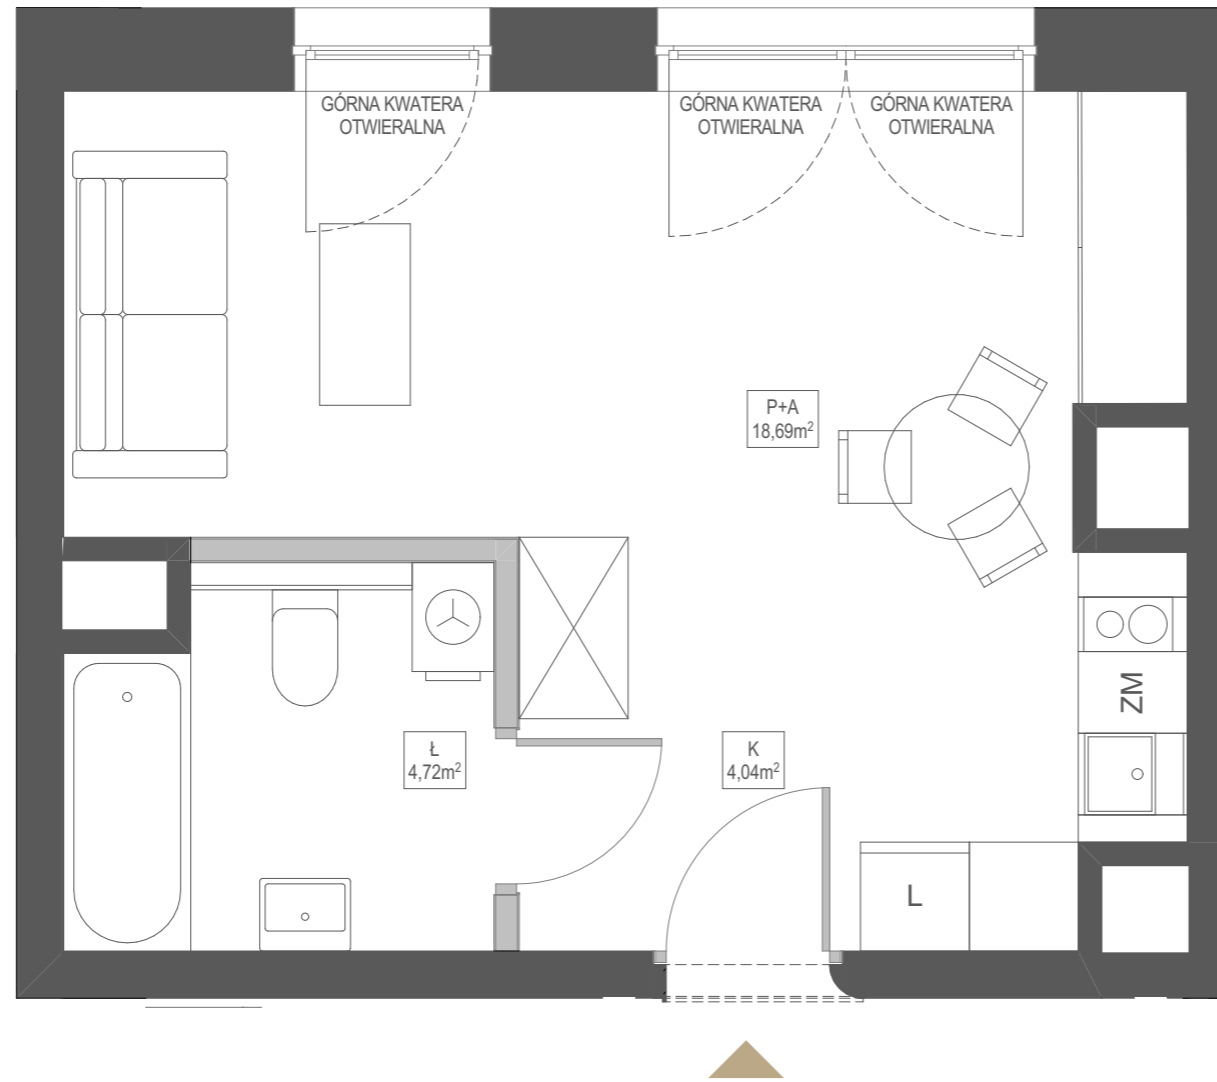 GÓRNA KWATERA
OTWIERALNA
GÓRNA KWATERA
OTWIERALNA
GÓRNA KWATERA
OTWIERALNA
P+A
18,69m²
ZM
Ł
4,72m²
K
4,04m²
L